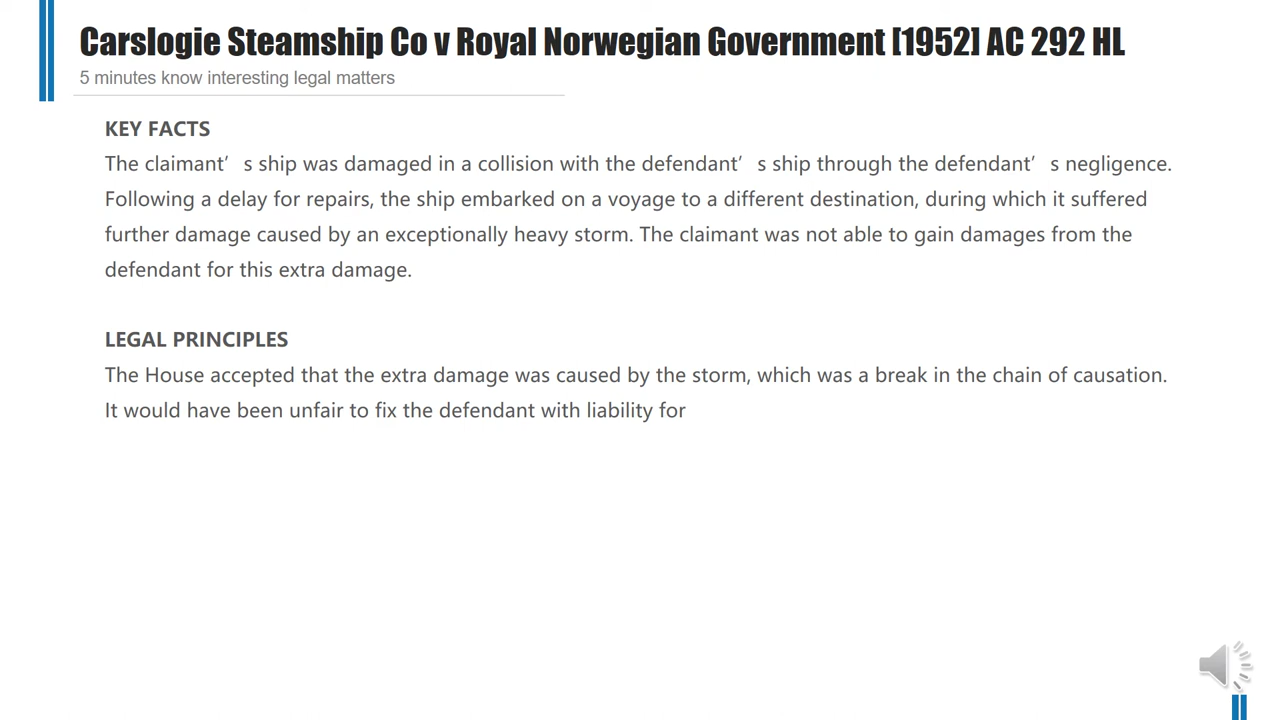 Carslogie Steamship Co v Royal Norwegian Government [1952] AC 292 HL
5 minutes know interesting legal matters
KEY FACTS
The claimant’s ship was damaged in a collision with the defendant’s ship through the defendant’s negligence.
Following a delay for repairs, the ship embarked on a voyage to a different destination, during which it suffered
further damage caused by an exceptionally heavy storm. The claimant was not able to gain damages from the
defendant for this extra damage.
LEGAL PRINCIPLES
The House accepted that the extra damage was caused by the storm, which was a break in the chain of causation.
It would have been unfair to fix the defendant with liability for